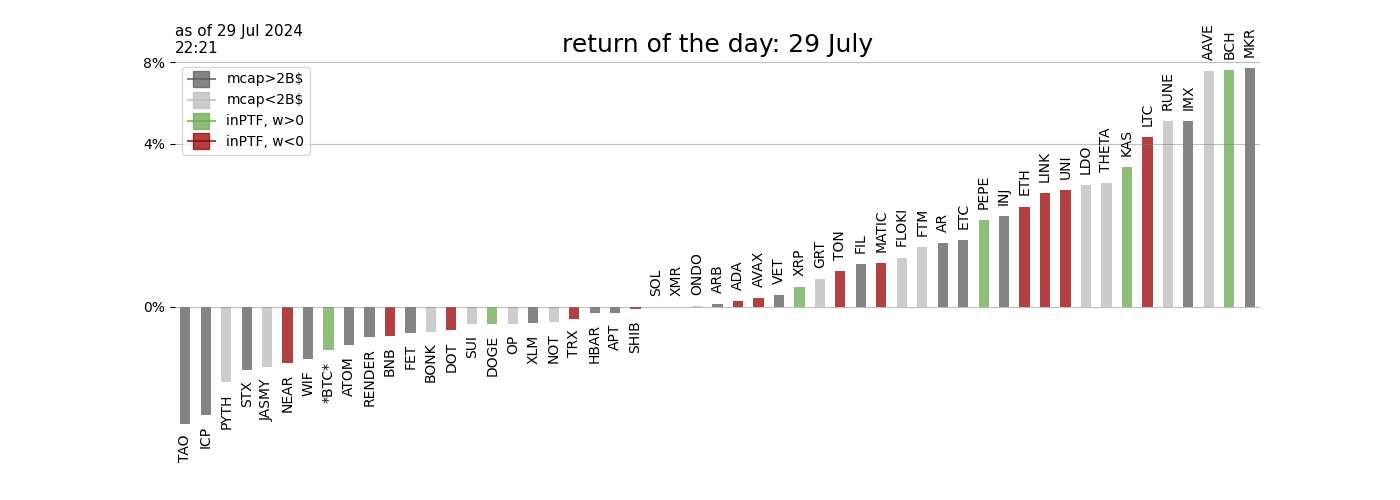 as of 29 Jul 2024
22:21
return of the day: 29 July
8%
4%
0%
mcap>2B$
mcap<2B$
inPTF, w>0
inPTF, w<0
TAO
ICP
PYTH
STX
JASMY
NEAR
WIF
*BTC*
ATOM
RENDER
BNB
FET
BONK
DOT
SUI
DOGE
OP
XLM
NOT
TRX
HBAR
APT
SHIB
SOL
XMR
ONDO
ARB
ADA
AVAX
VET
XRP
GRT
TON
FIL
MATIC
FLOKI
FTM
AR
ETC
PEPE
INJ
ETH
LINK
UNI
LDO
THETA
KAS
LTC
RUNE
IMX
AAVE
BCH
MKR